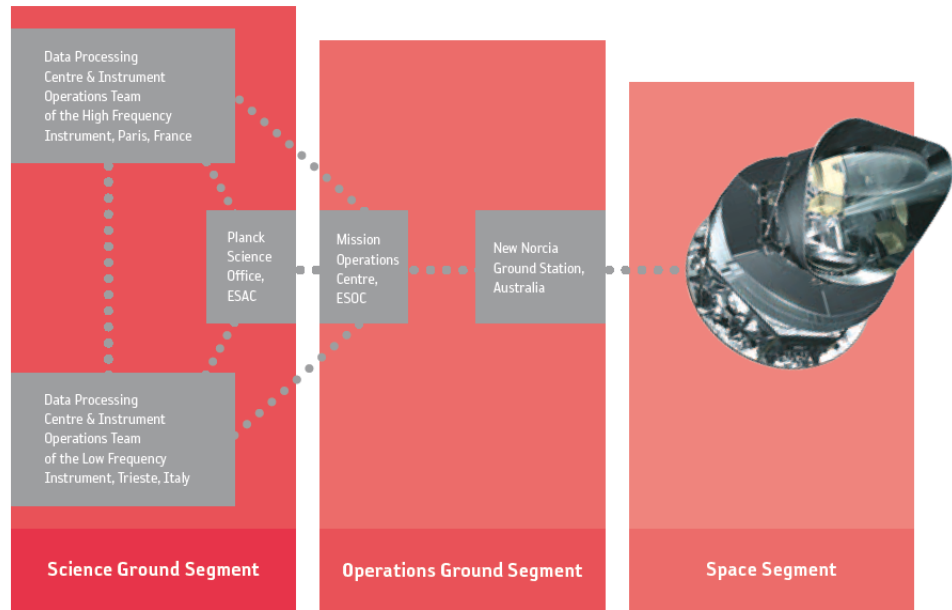 Data Processing
Centre & Instrument
Operations Team
of the High Frequency
Instrument, Paris, France
Planck
Science
Office,
ESAC
Mission
Operations
Centre,
ESOC
New Norcia
Ground Station,
Australia
Data Processing
Centre & Instrument
Operations Team
of the Low Frequency
Instrument, Trieste, Italy
Science Ground Segment
Operations Ground Segment
Space Segment